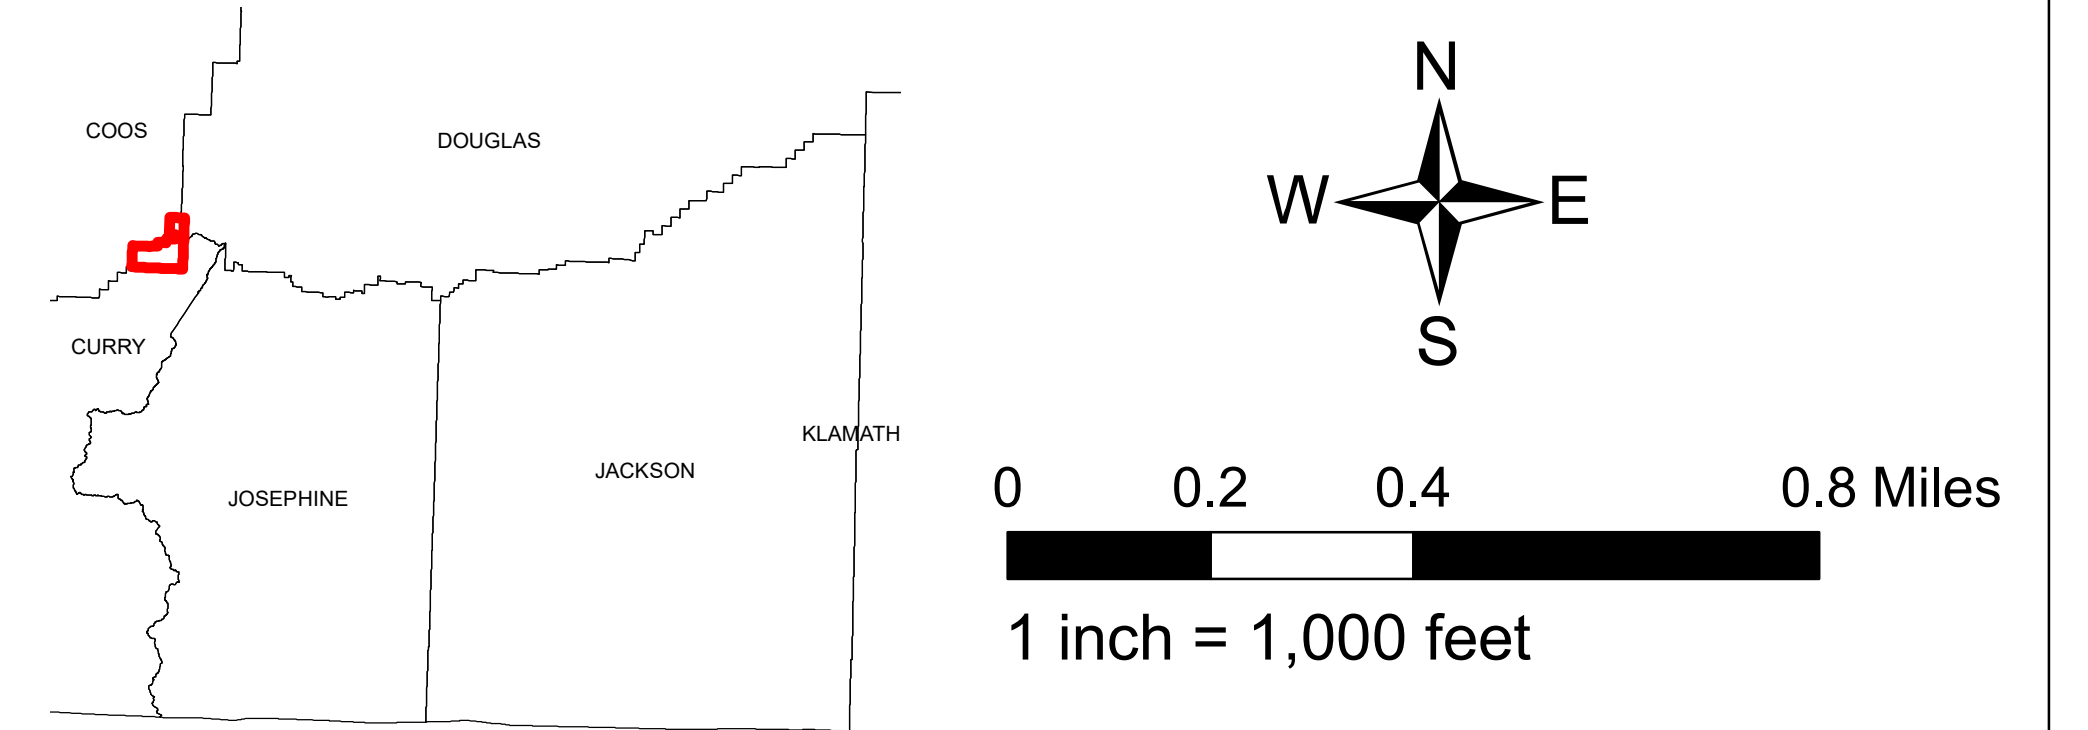 COOS
DOUGLAS
CURRY
KLAMATH
JACKSON
JOSEPHINE
N
W
E
S
0 0.2 0.4 0.8 Miles
1 inch = 1,000 feet